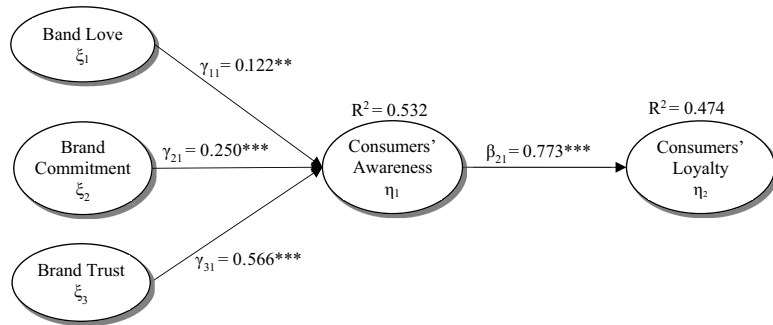 Band Love
ξ₁
γ₁₁ = 0.122**
R² = 0.532
R² = 0.474
Brand
Commitment
ξ₂
γ₂₁ = 0.250***
Consumers’
Awareness
η₁
β₂₁ = 0.773***
Consumers’
Loyalty
η₂
Brand Trust
ξ₃
γ₃₁ = 0.566***